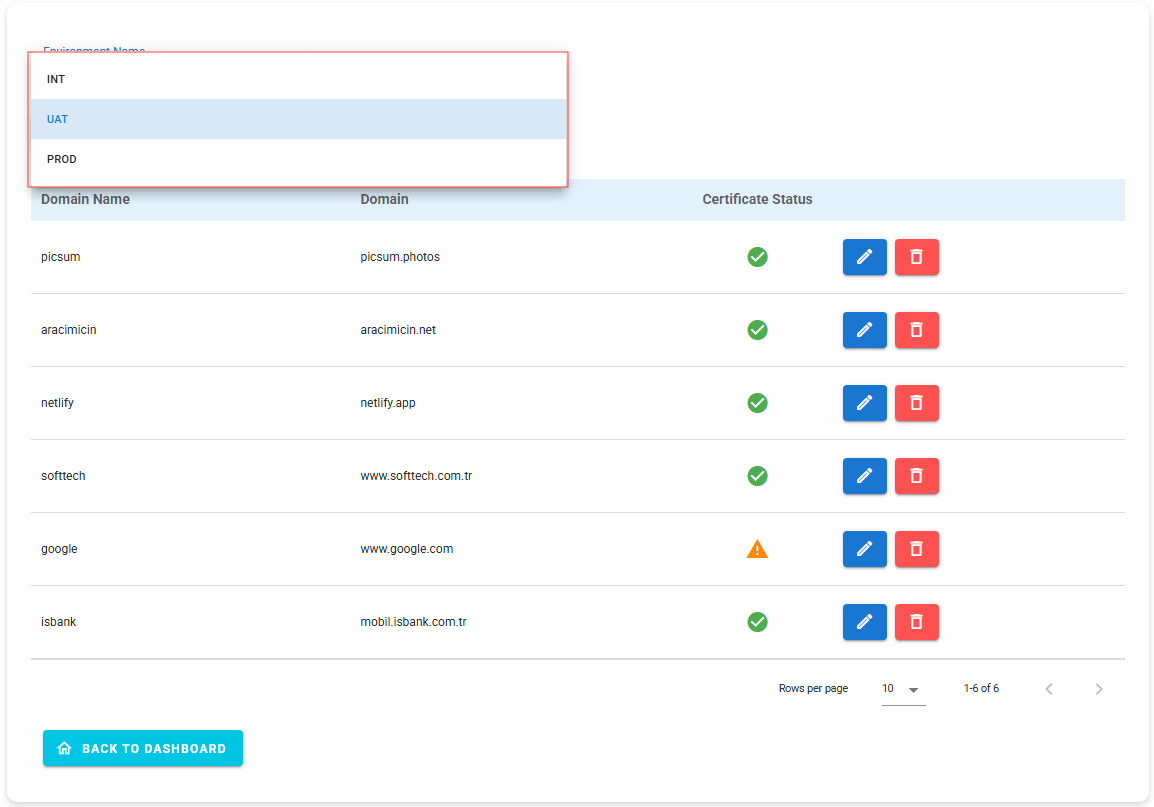 Environment Name
INT
UAT
PROD
Domain Name Domain Certificate Status
picsum picsum.photos
aracimicin aracimicin.net
netlify netlify.app
softtech www.softtech.com.tr
google www.google.com
isbank mobil.isbank.com.tr
Rows per page 10 1-6 of 6
BACK TO DASHBOARD